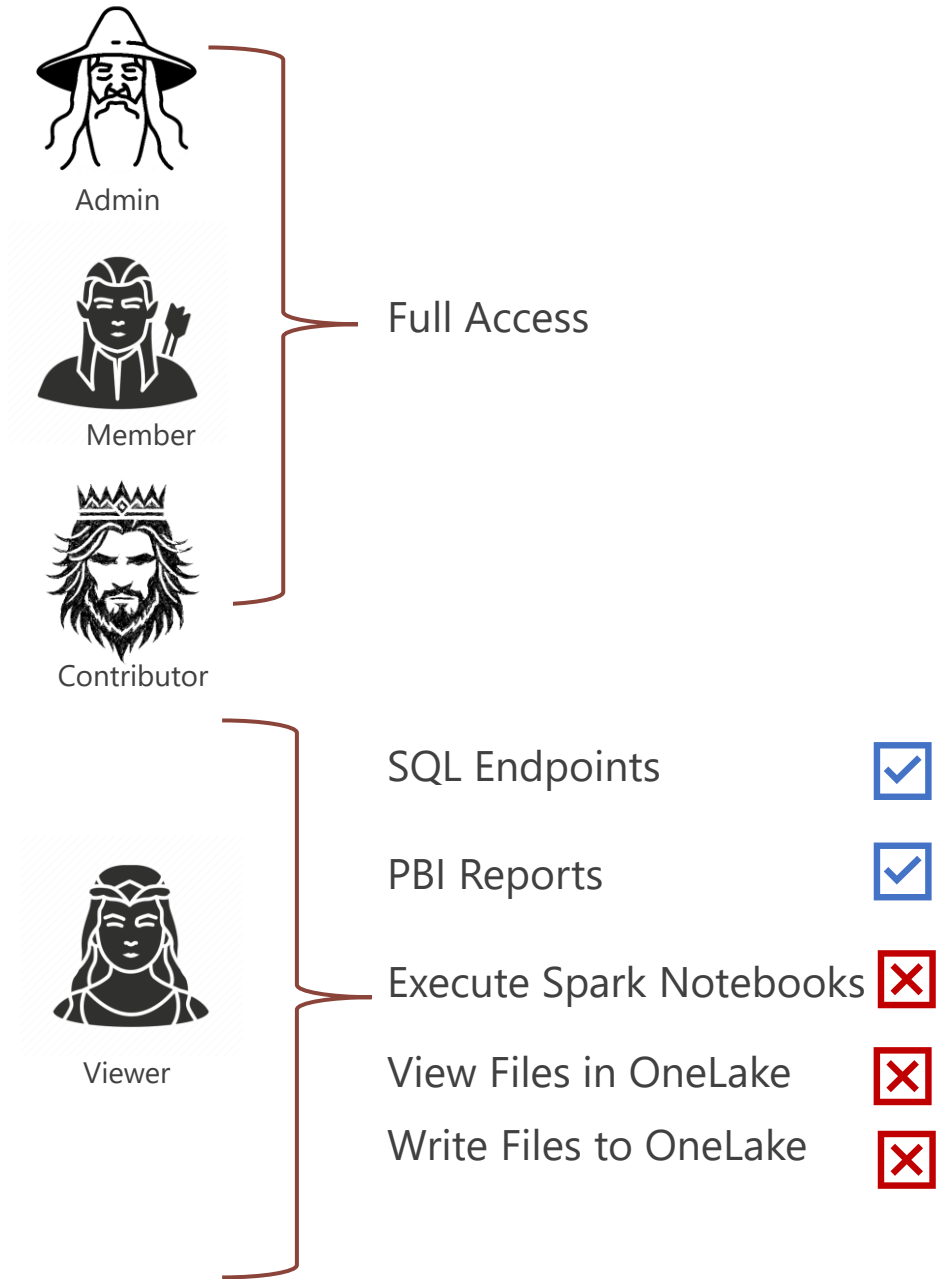 Admin
Member
Full Access
Contributor
SQL Endpoints
PBI Reports
Execute Spark Notebooks
View Files in OneLake
Viewer
Write Files to OneLake